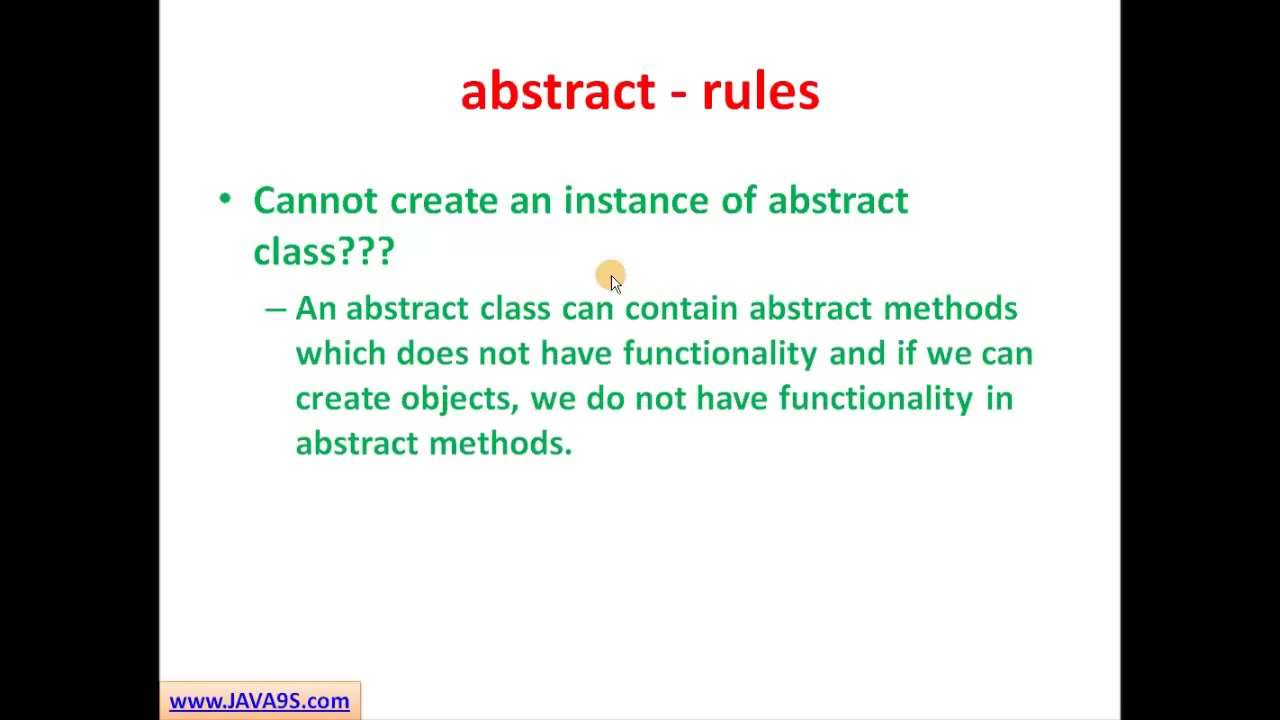 abstract - rules
• Cannot create an instance of abstract
class???
– An abstract class can contain abstract methods
which does not have functionality and if we can
create objects, we do not have functionality in
abstract methods.
www.JAVA9S.com